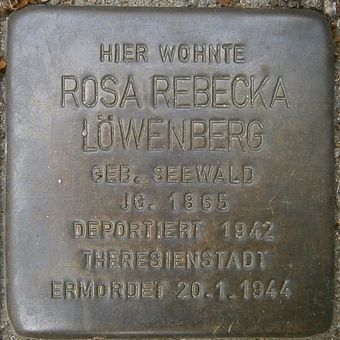 HIER WOHNTE
ROSA REBECKA
LÖWENBERG
GEB. SEEWALD
JG. 1865
DEPORTIERT 1942
THERESIENSTADT
ERMORDET 20.1.1944